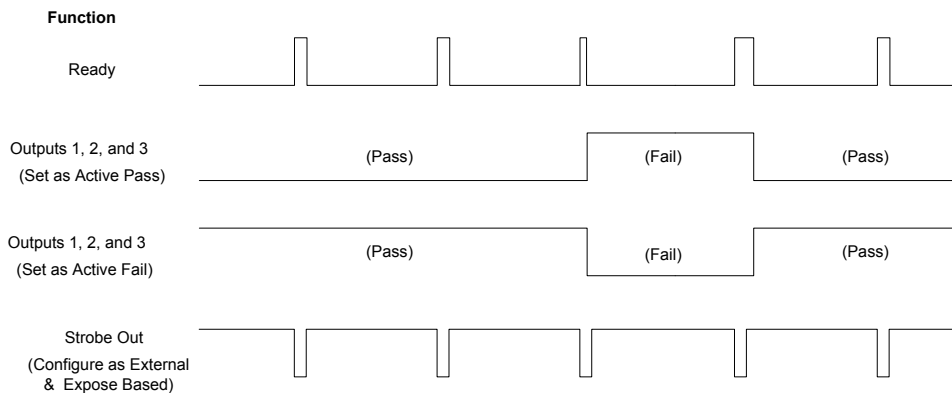 Function
Ready
Outputs 1, 2, and 3
(Set as Active Pass)
(Pass)
(Fail)
(Pass)
Outputs 1, 2, and 3
(Set as Active Fail)
(Pass)
(Fail)
(Pass)
Strobe Out
(Configure as External
& Expose Based)